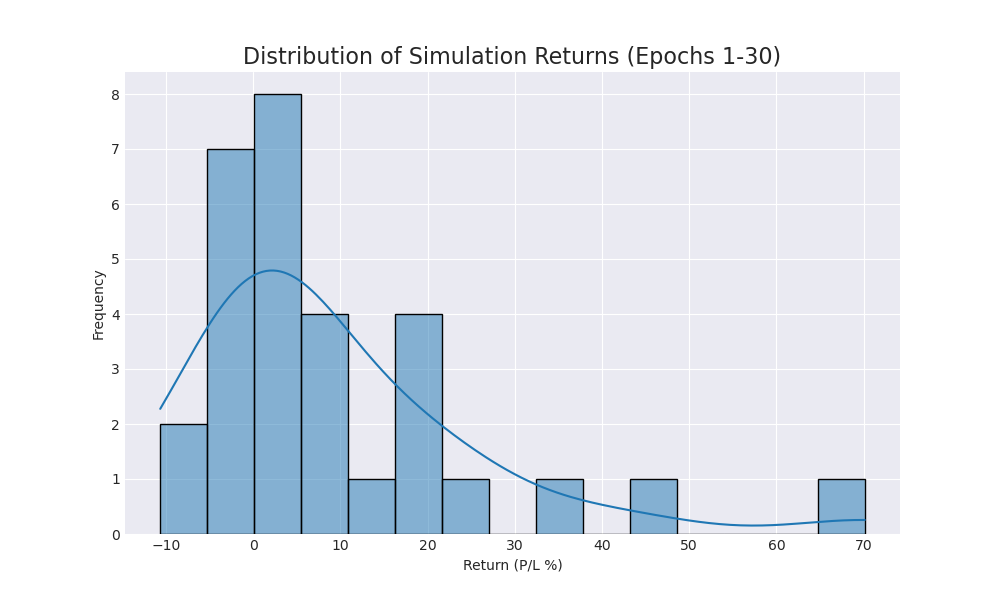 Distribution of Simulation Returns (Epochs 1-30)
8
7
6
5
4
3
2
1
0
Frequency
−10 0 10 20 30 40 50 60 70
Return (P/L %)